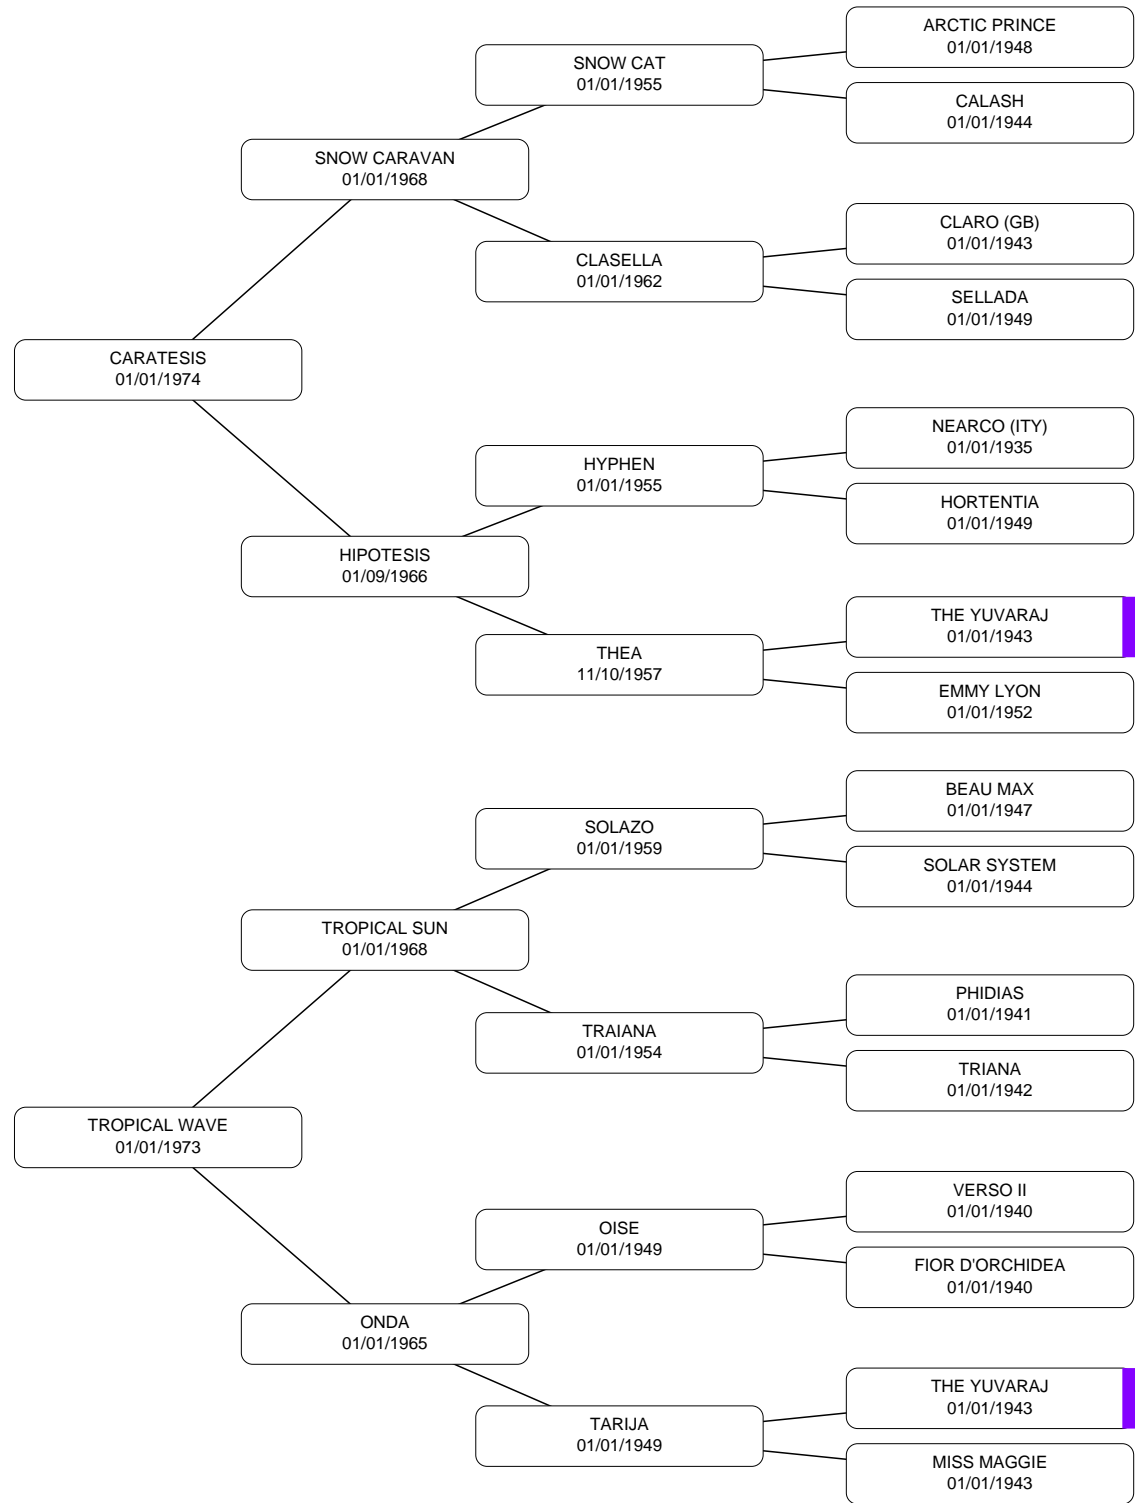 ARCTIC PRINCE
01/01/1948
SNOW CAT
01/01/1955
CALASH
01/01/1944
SNOW CARAVAN
01/01/1968
CLARO (GB)
01/01/1943
CLASELLA
01/01/1962
SELLADA
01/01/1949
CARATESIS
01/01/1974
NEARCO (ITY)
01/01/1935
HYPHEN
01/01/1955
HORTENTIA
01/01/1949
HIPOTESIS
01/09/1966
THE YUVARAJ
01/01/1943
THEA
11/10/1957
EMMY LYON
01/01/1952
BEAU MAX
01/01/1947
SOLAZO
01/01/1959
SOLAR SYSTEM
01/01/1944
TROPICAL SUN
01/01/1968
PHIDIAS
01/01/1941
TRAIANA
01/01/1954
TRIANA
01/01/1942
TROPICAL WAVE
01/01/1973
VERSO II
01/01/1940
OISE
01/01/1949
FIOR D'ORCHIDEA
01/01/1940
ONDA
01/01/1965
THE YUVARAJ
01/01/1943
TARIJA
01/01/1949
MISS MAGGIE
01/01/1943